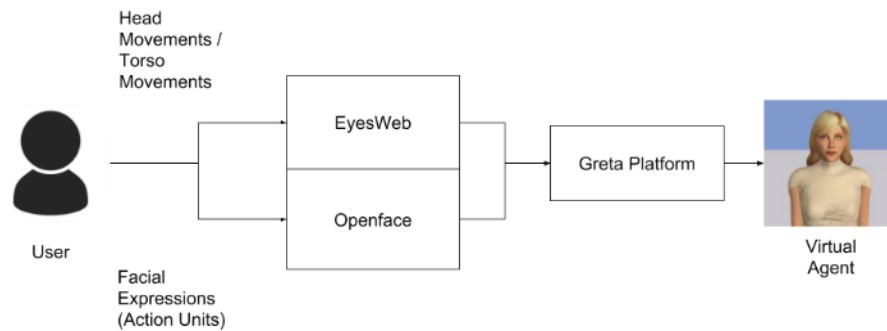 Head
Movements /
Torso
Movements
EyesWeb
Greta Platform
Openface
User
Virtual
Agent
Facial
Expressions
(Action Units)